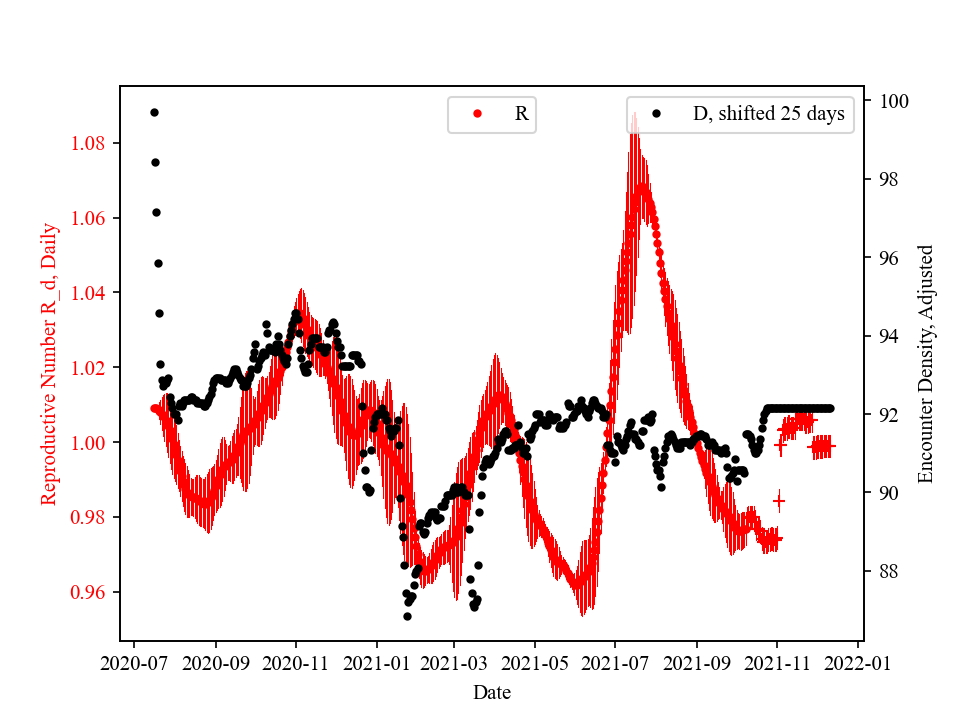 R
D, shifted 25 days
Reproductive Number R_d, Daily
1.08
1.06
1.04
1.02
1.00
0.98
0.96
100
98
96
94
92
90
88
Encounter Density, Adjusted
2020-07 2020-09 2020-11 2021-01 2021-03 2021-05 2021-07 2021-09 2021-11 2022-01
Date